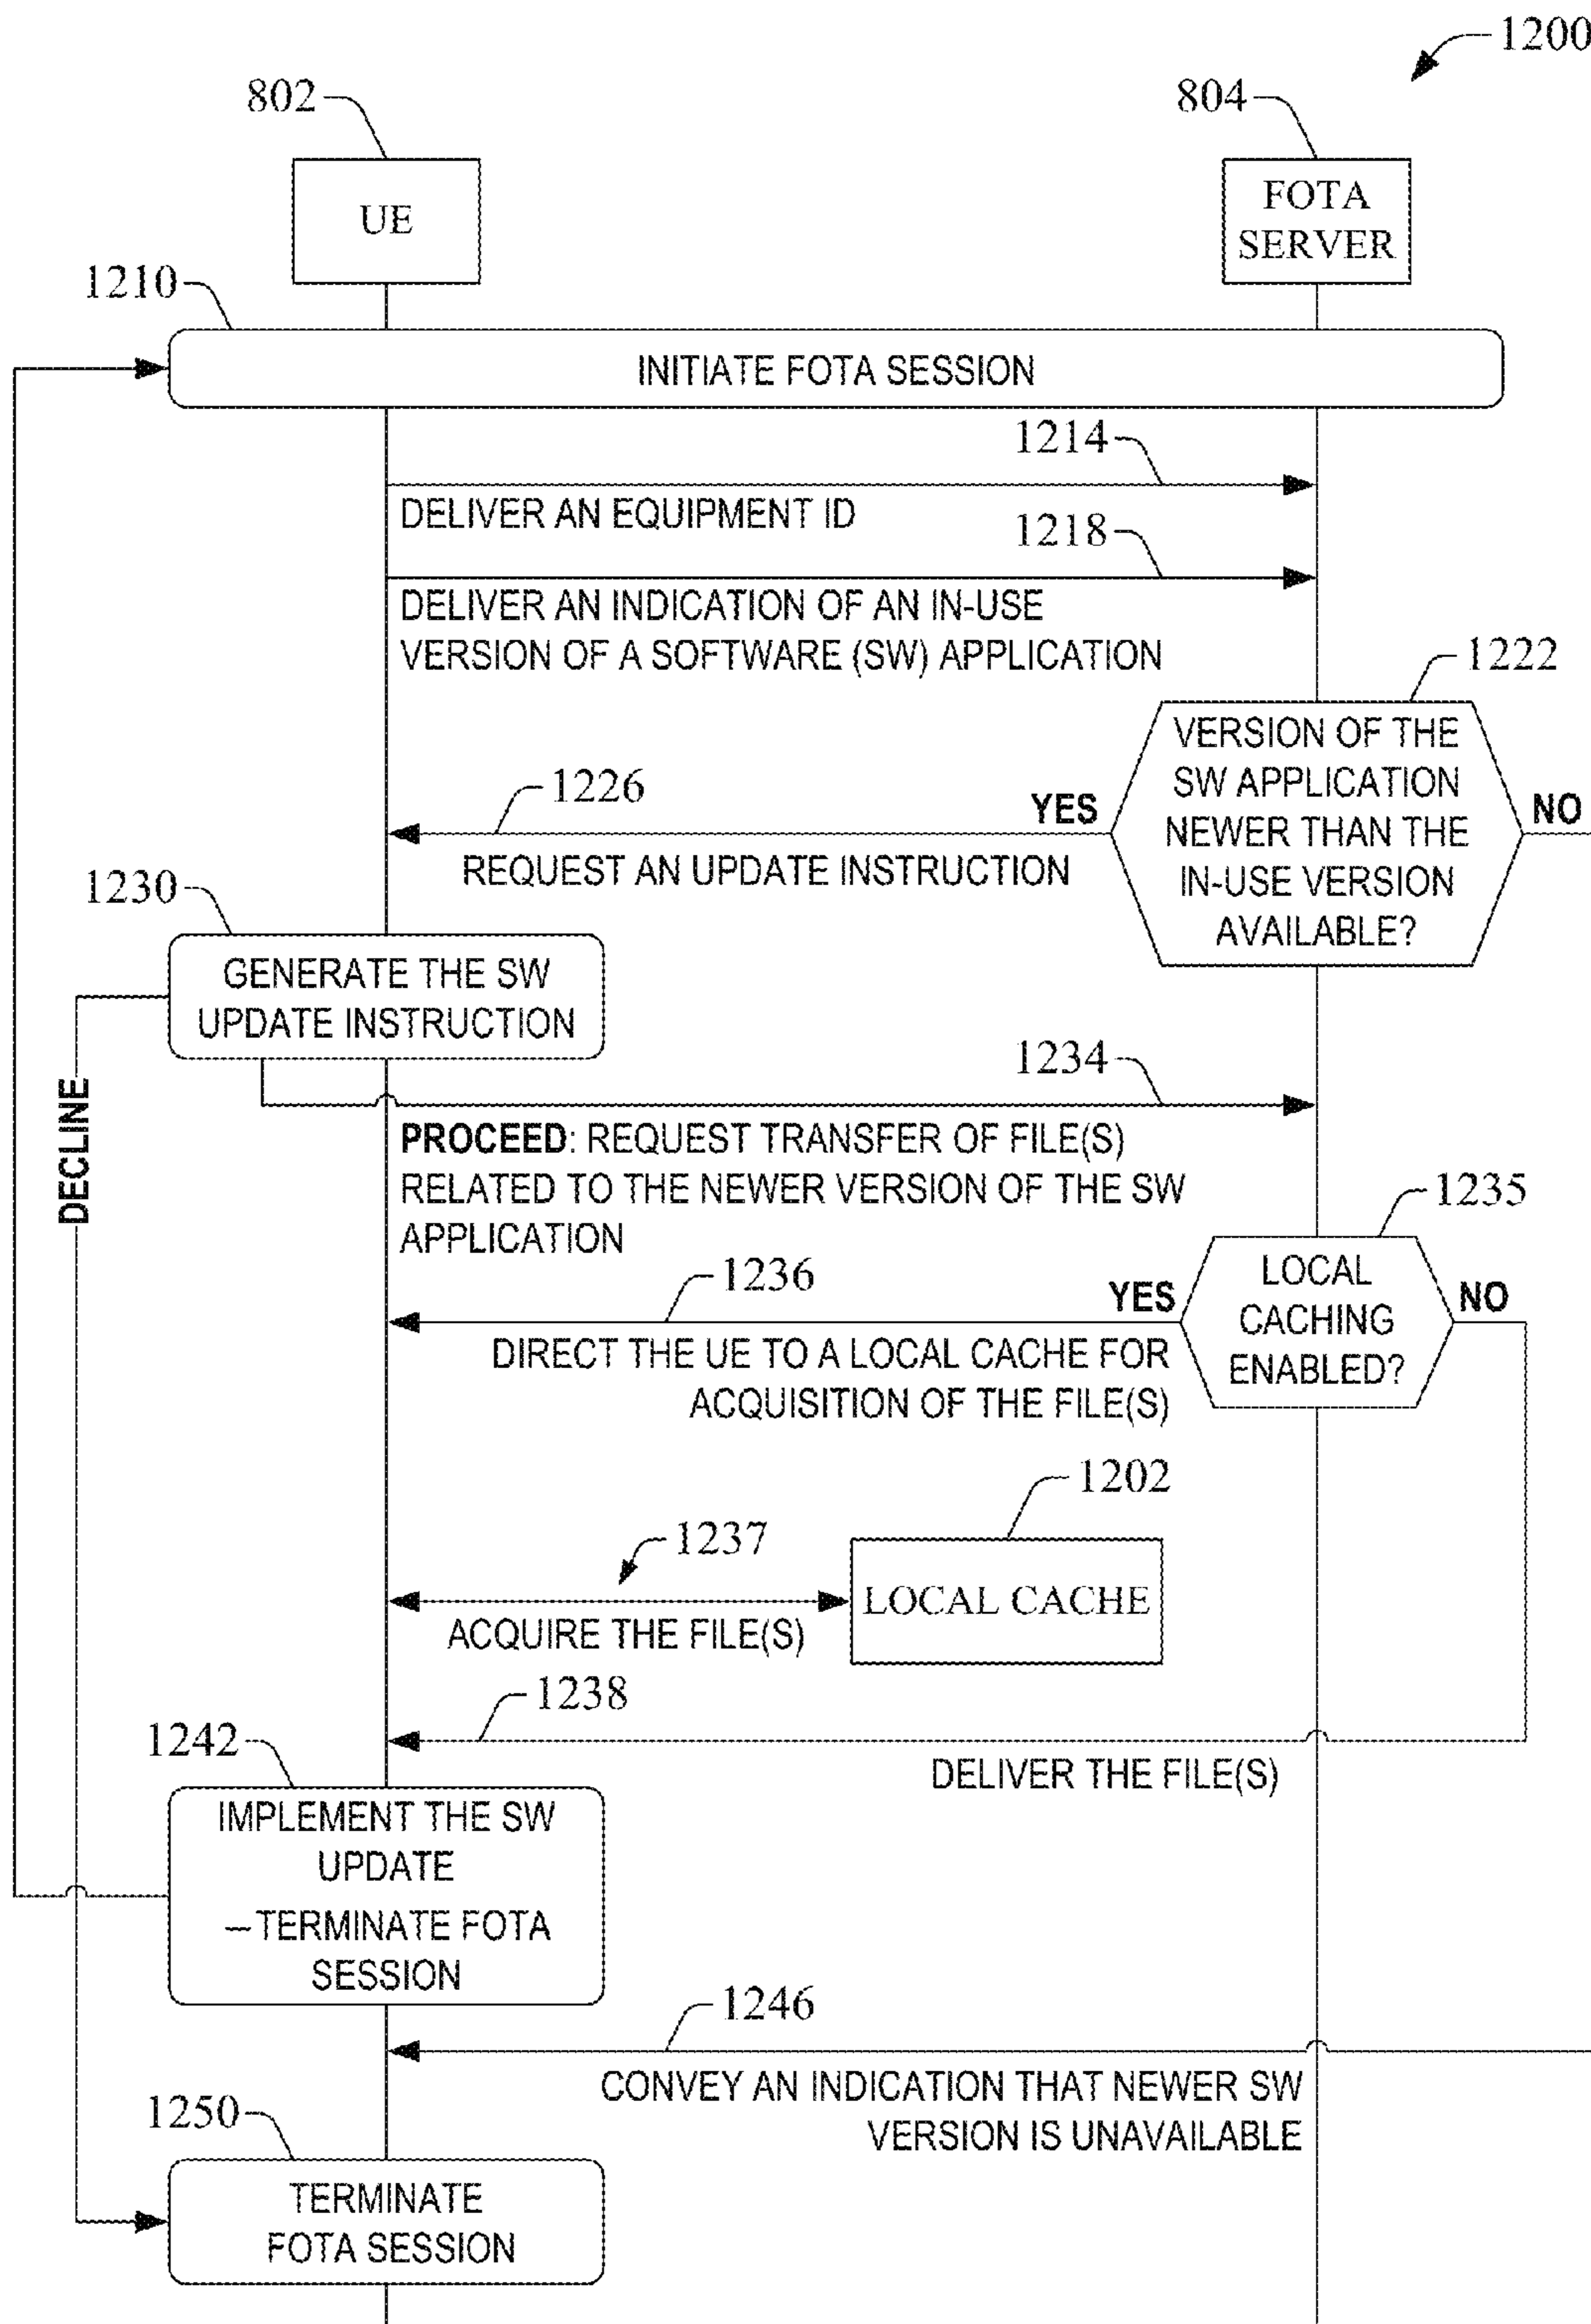 1200
802
804
UE
FOTA
SERVER
1210
INITIATE FOTA SESSION
1214
DELIVER AN EQUIPMENT ID
1218
DELIVER AN INDICATION OF AN IN-USE
VERSION OF A SOFTWARE (SW) APPLICATION
1222
VERSION OF THE
SW APPLICATION
NEWER THAN THE
IN-USE VERSION
AVAILABLE?
YES
NO
1226
REQUEST AN UPDATE INSTRUCTION
1230
GENERATE THE SW
UPDATE INSTRUCTION
DECLINE
1234
PROCEED: REQUEST TRANSFER OF FILE(S)
RELATED TO THE NEWER VERSION OF THE SW
APPLICATION
1235
LOCAL
CACHING
ENABLED?
YES
NO
1236
DIRECT THE UE TO A LOCAL CACHE FOR
ACQUISITION OF THE FILE(S)
1202
1237
LOCAL CACHE
ACQUIRE THE FILE(S)
1238
DELIVER THE FILE(S)
1242
IMPLEMENT THE SW
UPDATE
—TERMINATE FOTA
SESSION
1246
CONVEY AN INDICATION THAT NEWER SW
VERSION IS UNAVAILABLE
1250
TERMINATE
FOTA SESSION